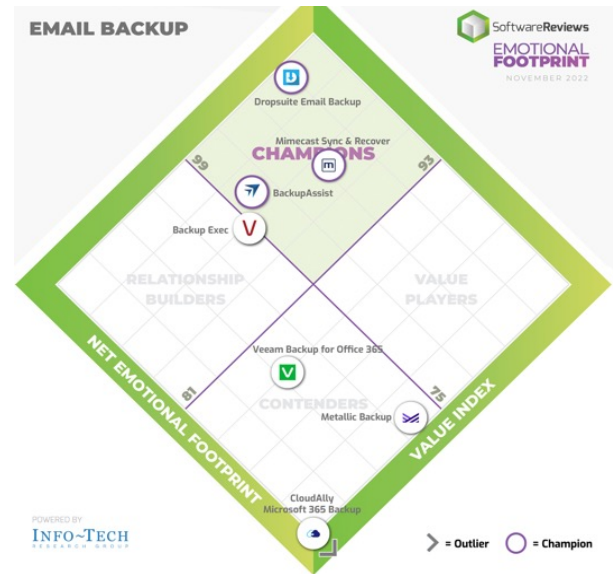 EMAIL BACKUP
SoftwareReviews
EMOTIONAL
FOOTPRINT
NOVEMBER 2022
Dropsuite Email Backup
Mimecast Sync & Recover
CHAMPIONS
99
93
BackupAssist
Backup Exec
RELATIONSHIP
BUILDERS
VALUE
PLAYERS
Veeam Backup for Office 365
CONTENDERS
81
75
Metallic Backup
NET EMOTIONAL FOOTPRINT
VALUE INDEX
CloudAlly
Microsoft 365 Backup
POWERED BY
INFO~TECH
RESEARCH GROUP
= Outlier
= Champion